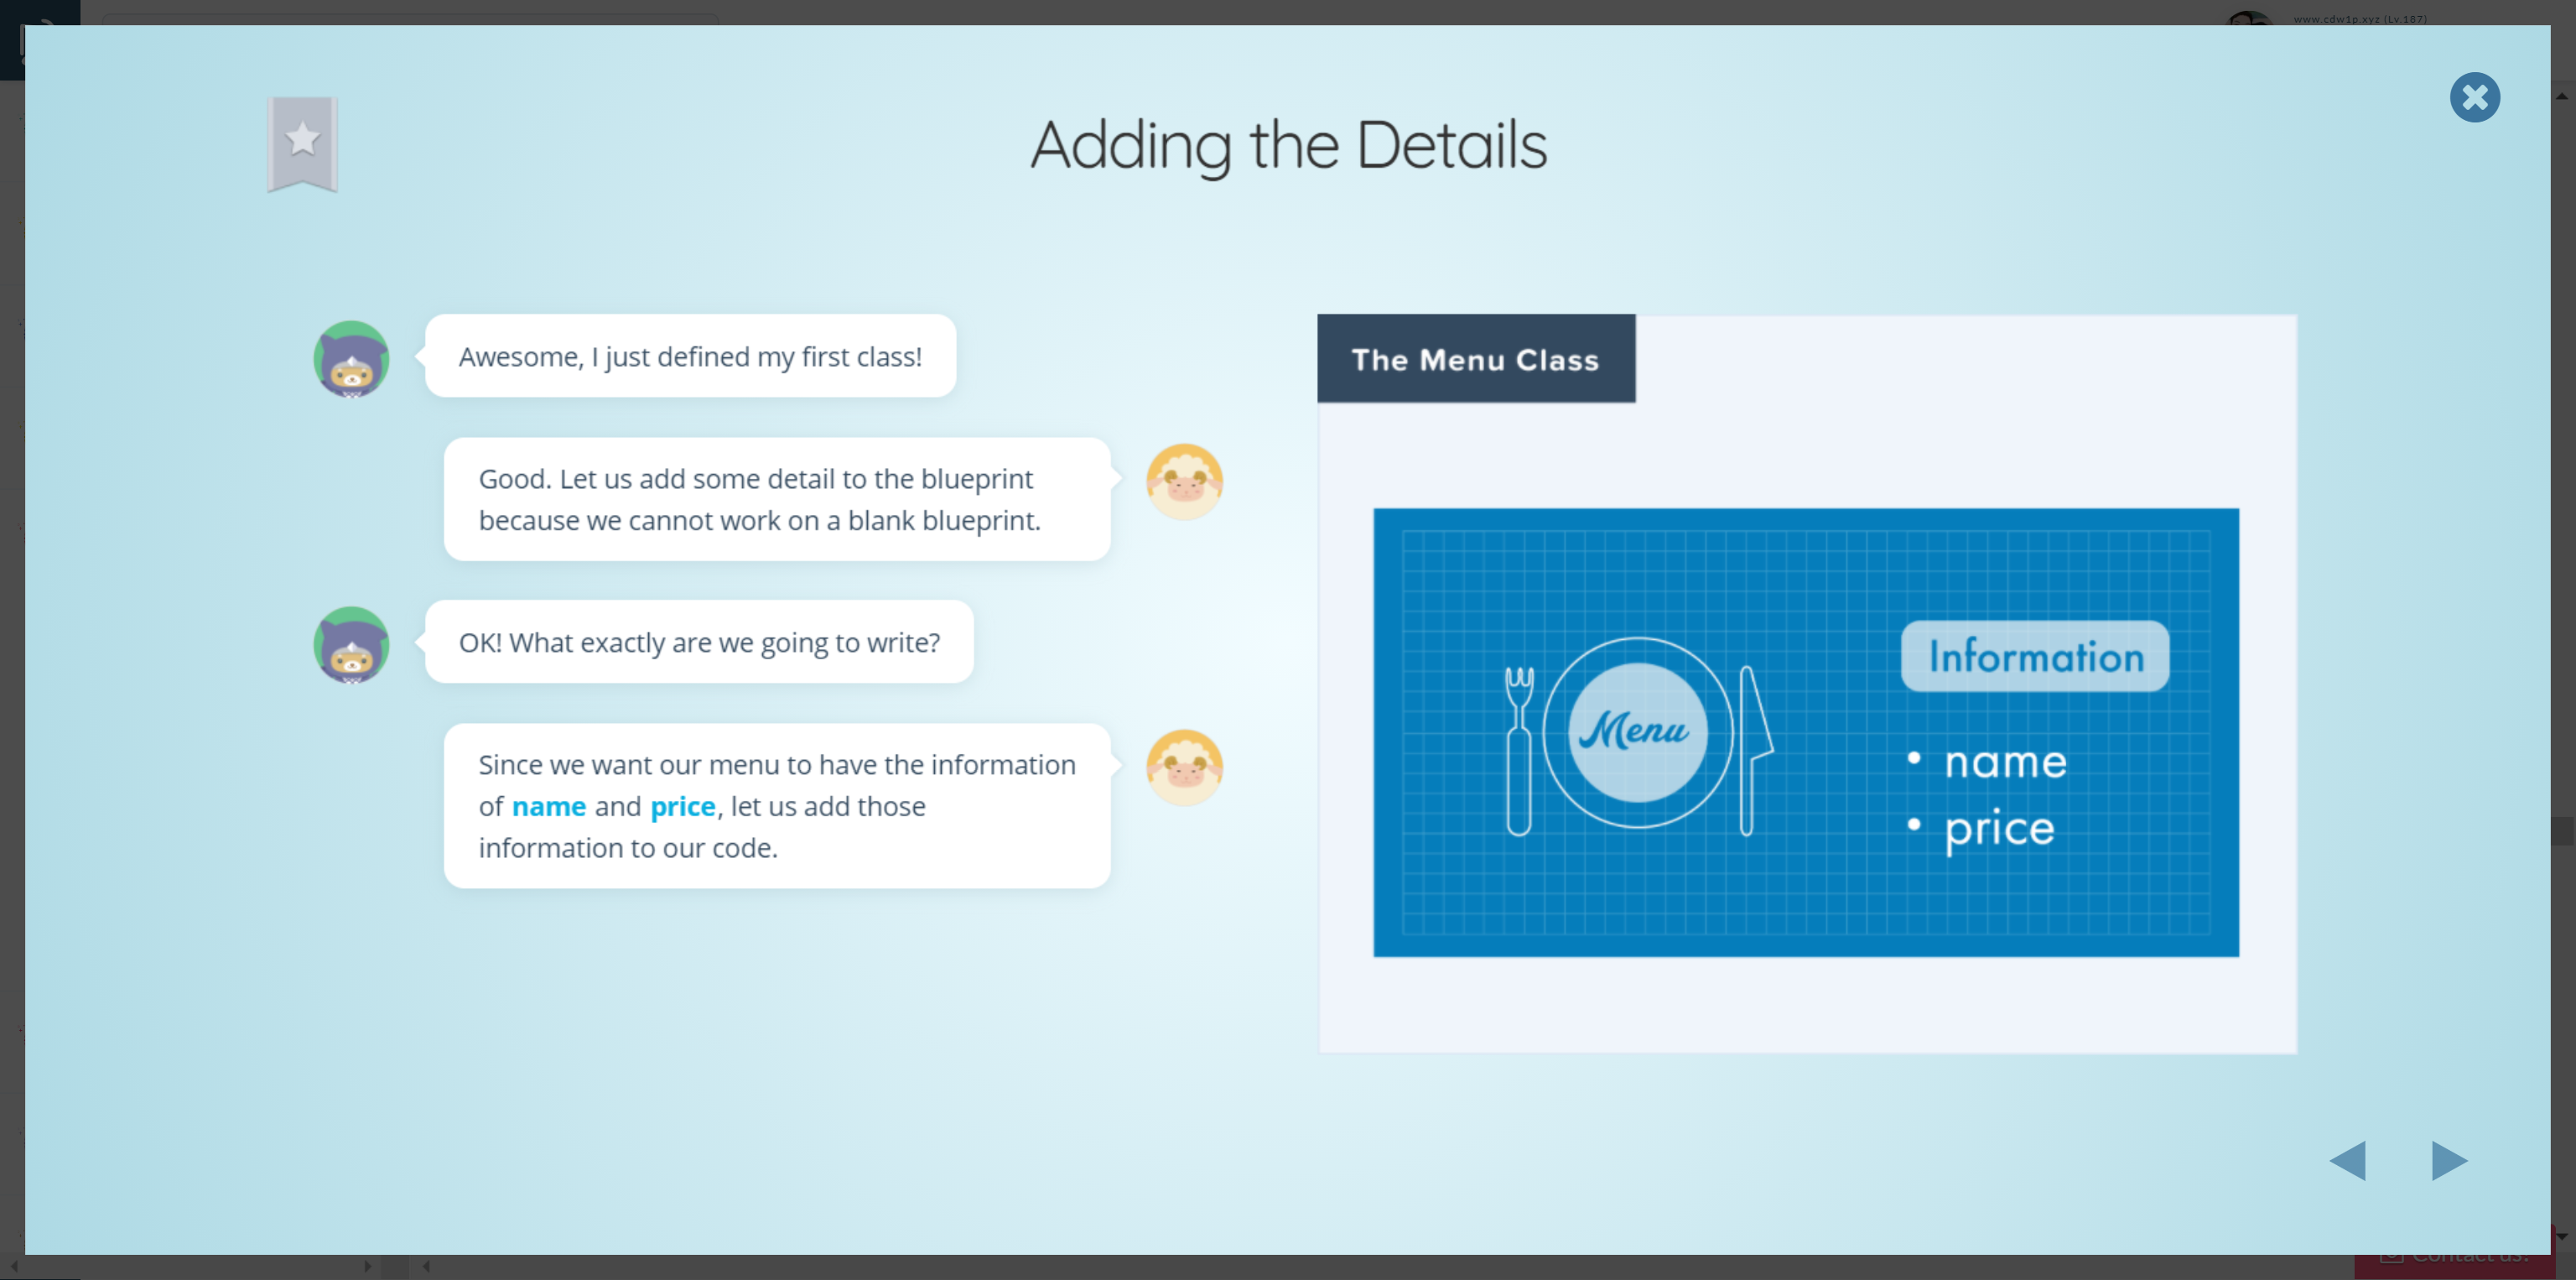 www.cdw1p.xyz (Lv.187)
Adding the Details
Awesome, I just defined my first class!
Good. Let us add some detail to the blueprint
because we cannot work on a blank blueprint.
OK! What exactly are we going to write?
Since we want our menu to have the information
of name and price, let us add those
information to our code.
The Menu Class
Menu
Information
• name
• price
Contact us!